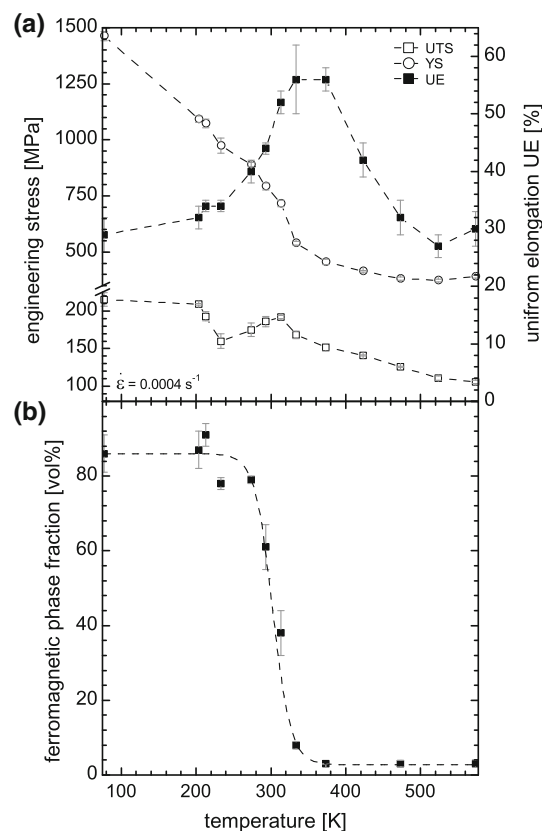 (a)
1500
1250
1000
750
500
200
150
100
engineering stress [MPa]
UTS
YS
UE
60
50
40
30
20
10
0
unifrom elongation UE [%]
ε̇ = 0.0004 s⁻¹
(b)
80
60
40
20
0
ferromagnetic phase fraction [vol%]
100 200 300 400 500
temperature [K]